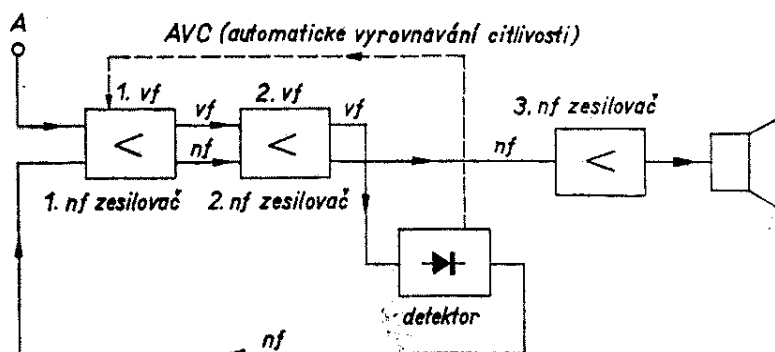 A
AVC (automatické vyrovnávání citlivosti)
1. vf
vf
2. vf
vf
3. nf zesilovač
<
nf
<
nf
<
1. nf zesilovač
2. nf zesilovač
detektor
nf